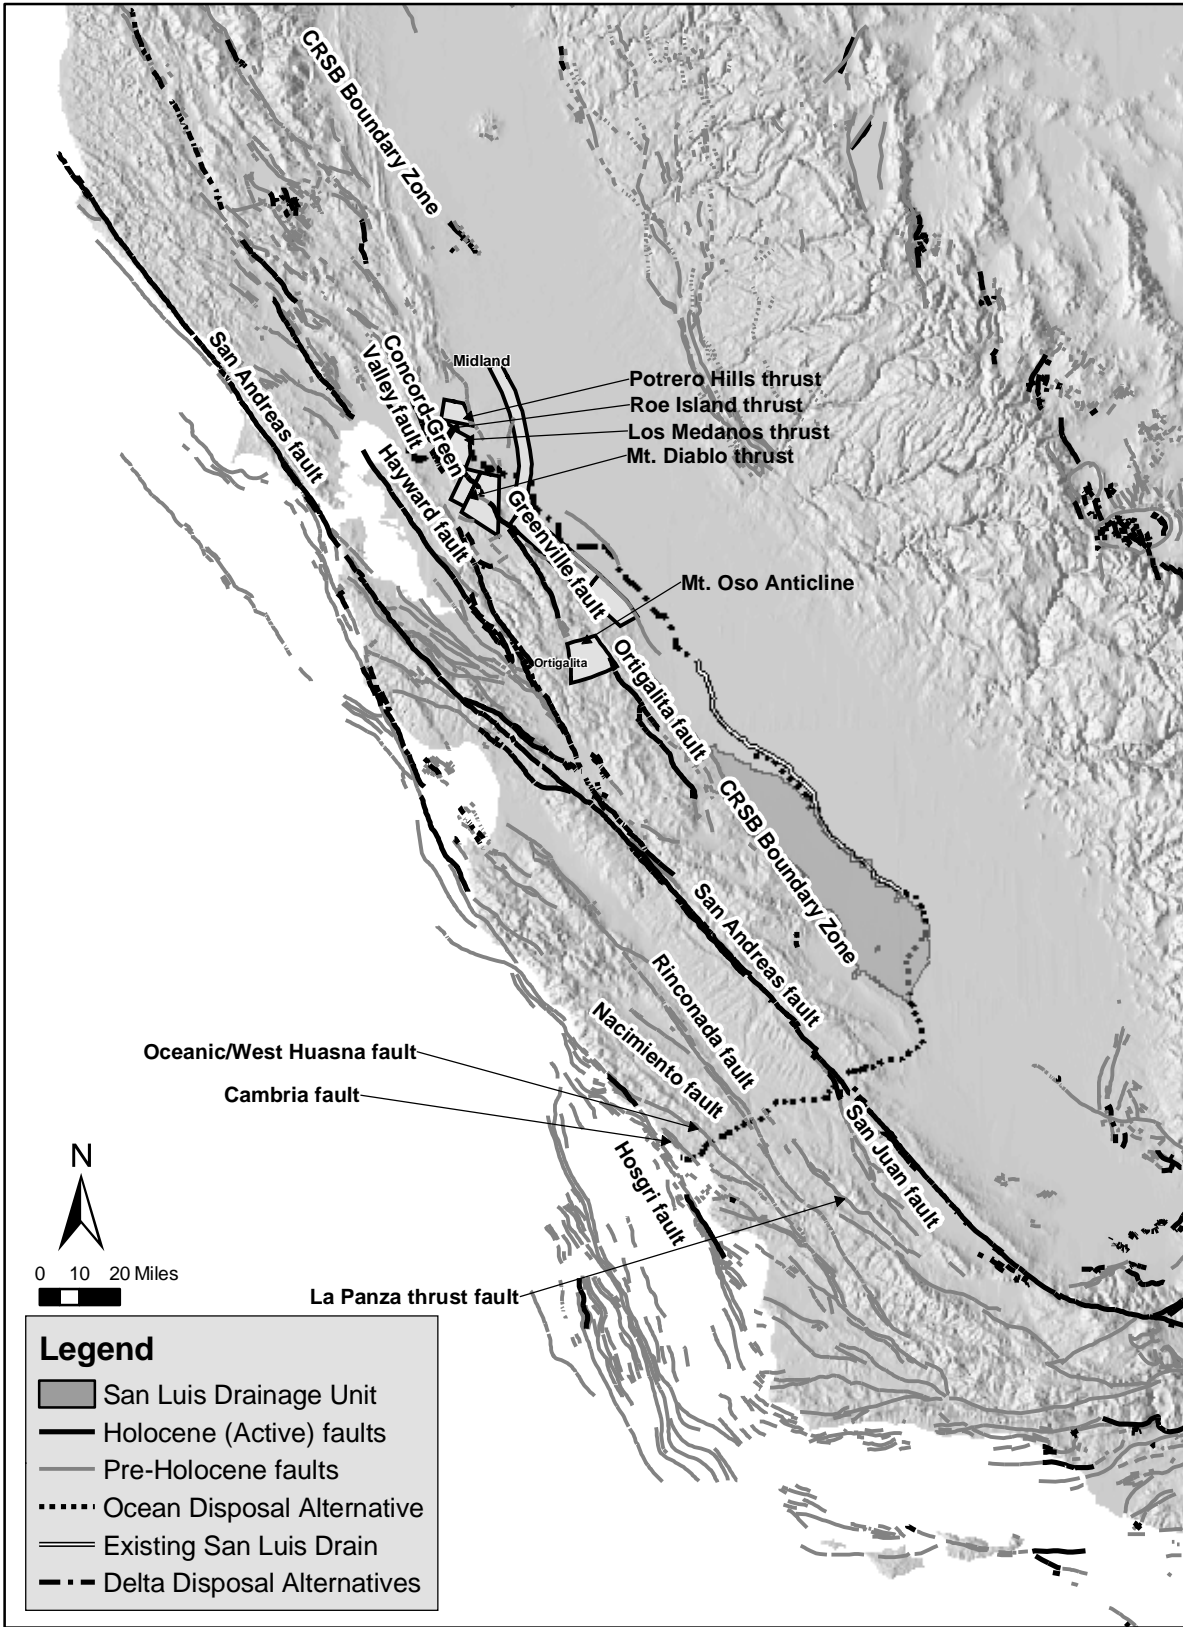 CRSB Boundary Zone
San Andreas fault
Concord-Green
Valley fault
Midland
Potrero Hills thrust
Roe Island thrust
Los Medanos thrust
Mt. Diablo thrust
Hayward fault
Greenville fault
Mt. Oso Anticline
Ortigalita
Ortigalita fault
CRSB Boundary Zone
San Andreas fault
Rinconada fault
Nacimiento fault
Oceanic/West Huasna fault
Cambria fault
San Juan fault
Hosgri fault
La Panza thrust fault
N
0 10 20 Miles
Legend
San Luis Drainage Unit
Holocene (Active) faults
Pre-Holocene faults
Ocean Disposal Alternative
Existing San Luis Drain
Delta Disposal Alternatives